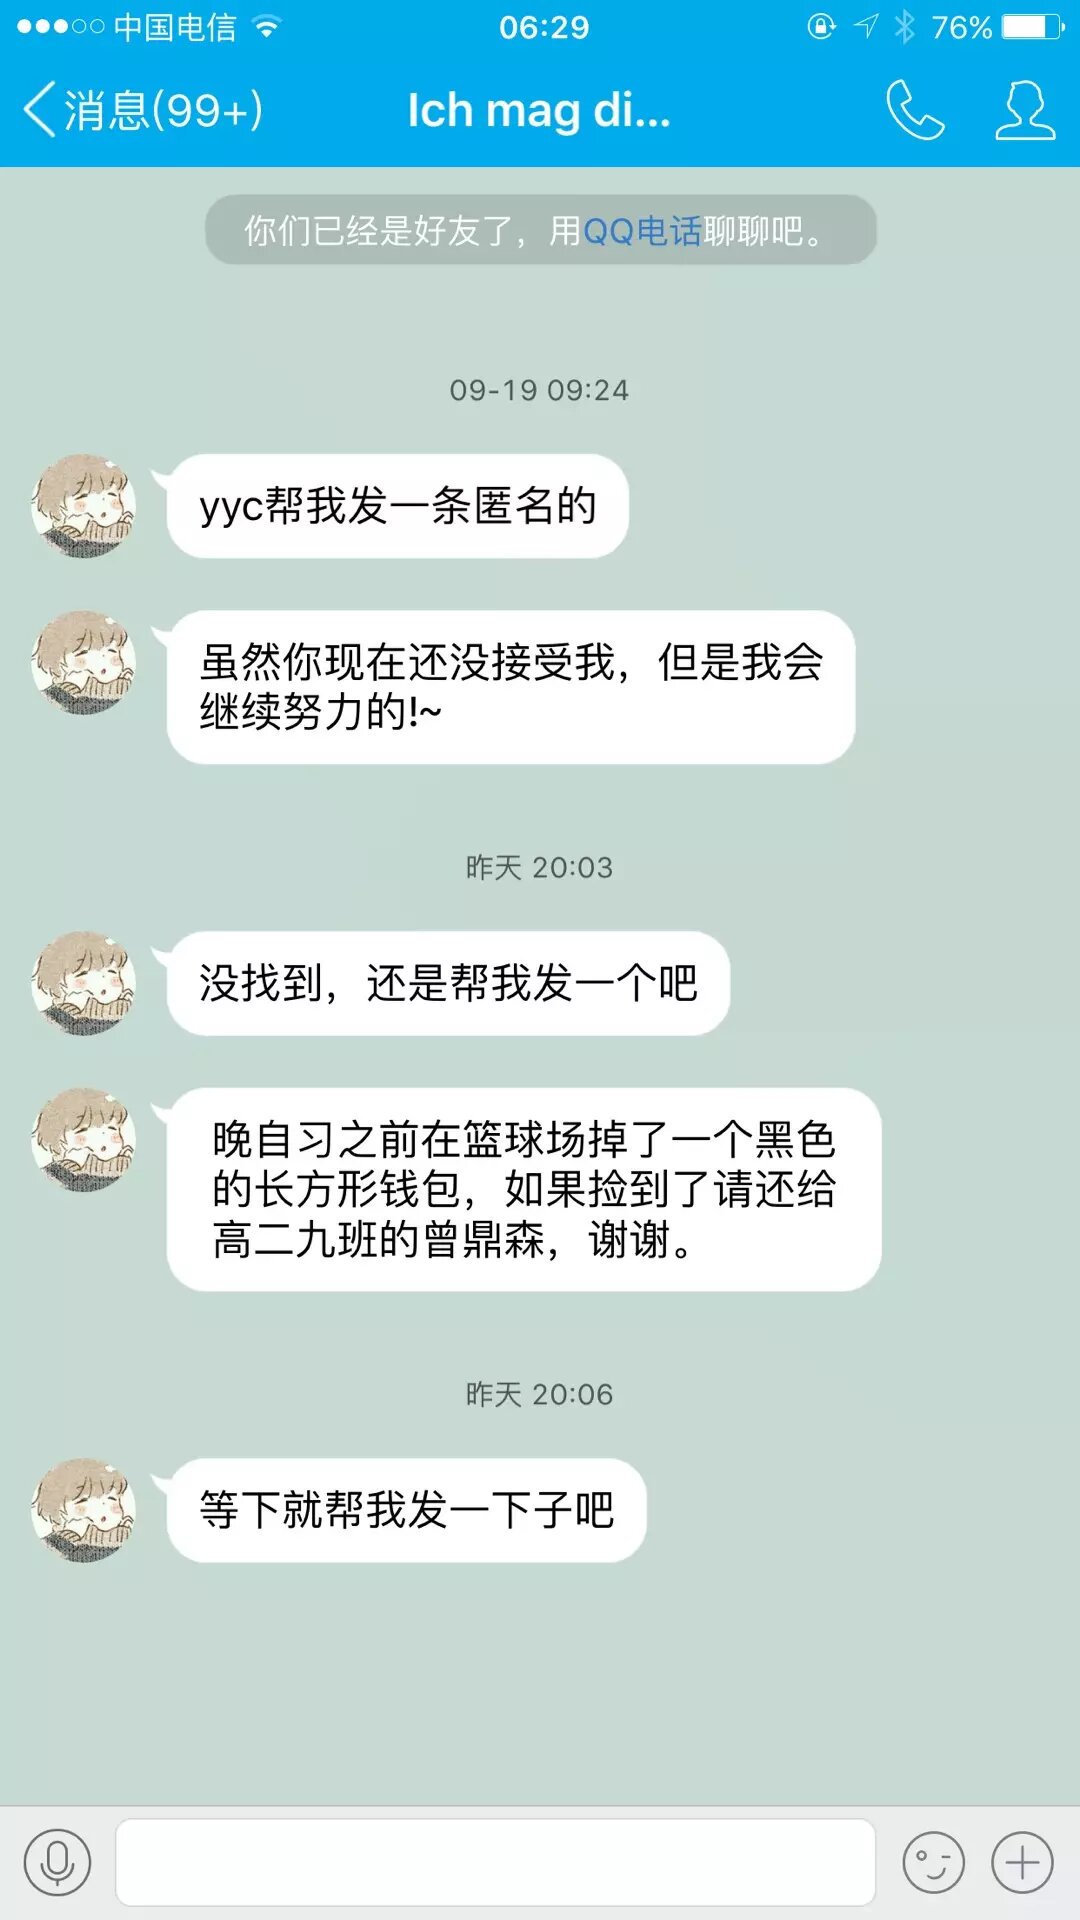 中国电信
06:29
76%
消息(99+)
Ich mag di...
你们已经是好友了，用QQ电话聊聊吧。
09-19 09:24
yyc帮我发一条匿名的
虽然你现在还没接受我，但是我会
继续努力的!~
昨天 20:03
没找到，还是帮我发一个吧
晚自习之前在篮球场掉了一个黑色
的长方形钱包，如果捡到了请还给
高二九班的曾鼎森，谢谢。
昨天 20:06
等下就帮我发一下子吧